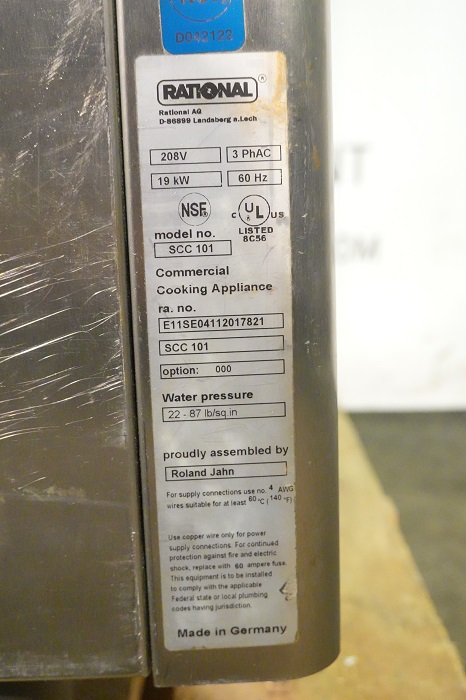 D042122
RATIONAL®
Rational AG
D-86899 Landsberg a.Lech
208V 3 PhAC
19 kW 60 Hz
NSF® C UL® US
LISTED
8C56
model no.
SCC 101
Commercial
Cooking Appliance
ra. no.
E11SE04112017821
SCC 101
option: 000
Water pressure
22 - 87 lb/sq.in
proudly assembled by
Roland Jahn
For supply connections use no. 4 AWG
wires suitable for at least 60 °C (140 °F)
Use copper wire only for power
supply connections. For continued
protection against fire and electric
shock, replace with 60 ampere fuse.
This equipment is to be installed
to comply with the applicable
Federal state or local plumbing
codes having jurisdiction.
Made in Germany